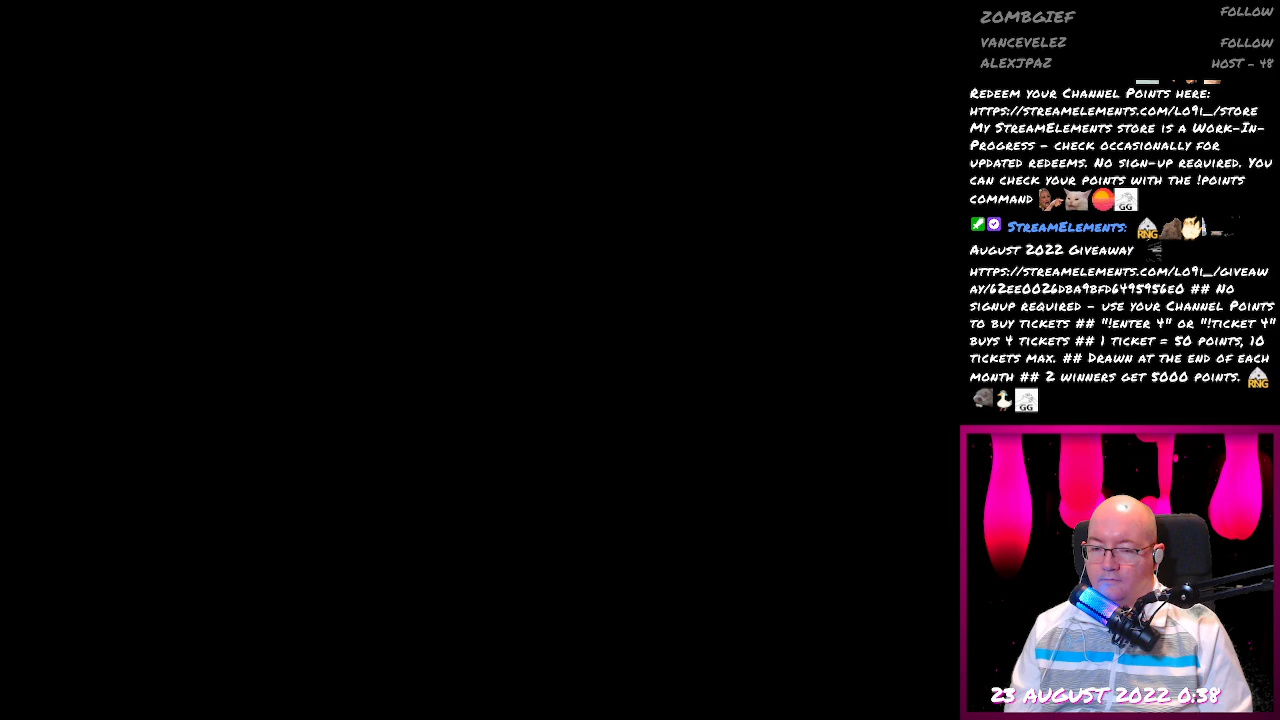 ZOMBGIEF FOLLOW
VANCEVELEZ FOLLOW
ALEXJPAZ HOST - 48
Redeem your Channel Points here:
https://streamelements.com/lo9i_/store
My StreamElements store is a Work-In-
Progress - check occasionally for
updated redeems. No sign-up required. You
can check your points with the !points
command GG
StreamElements: RNG
August 2022 Giveaway
https://streamelements.com/lo9i_/giveaw
ay/62ee0026dba9bfd6495956e0 ## No
signup required - use your Channel Points
to buy tickets ## "!enter 4" or "!ticket 4"
buys 4 tickets ## 1 ticket = 50 points, 10
tickets max. ## Drawn at the end of each
month ## 2 winners get 5000 points. RNG
GG
23 AUGUST 2022 0:38